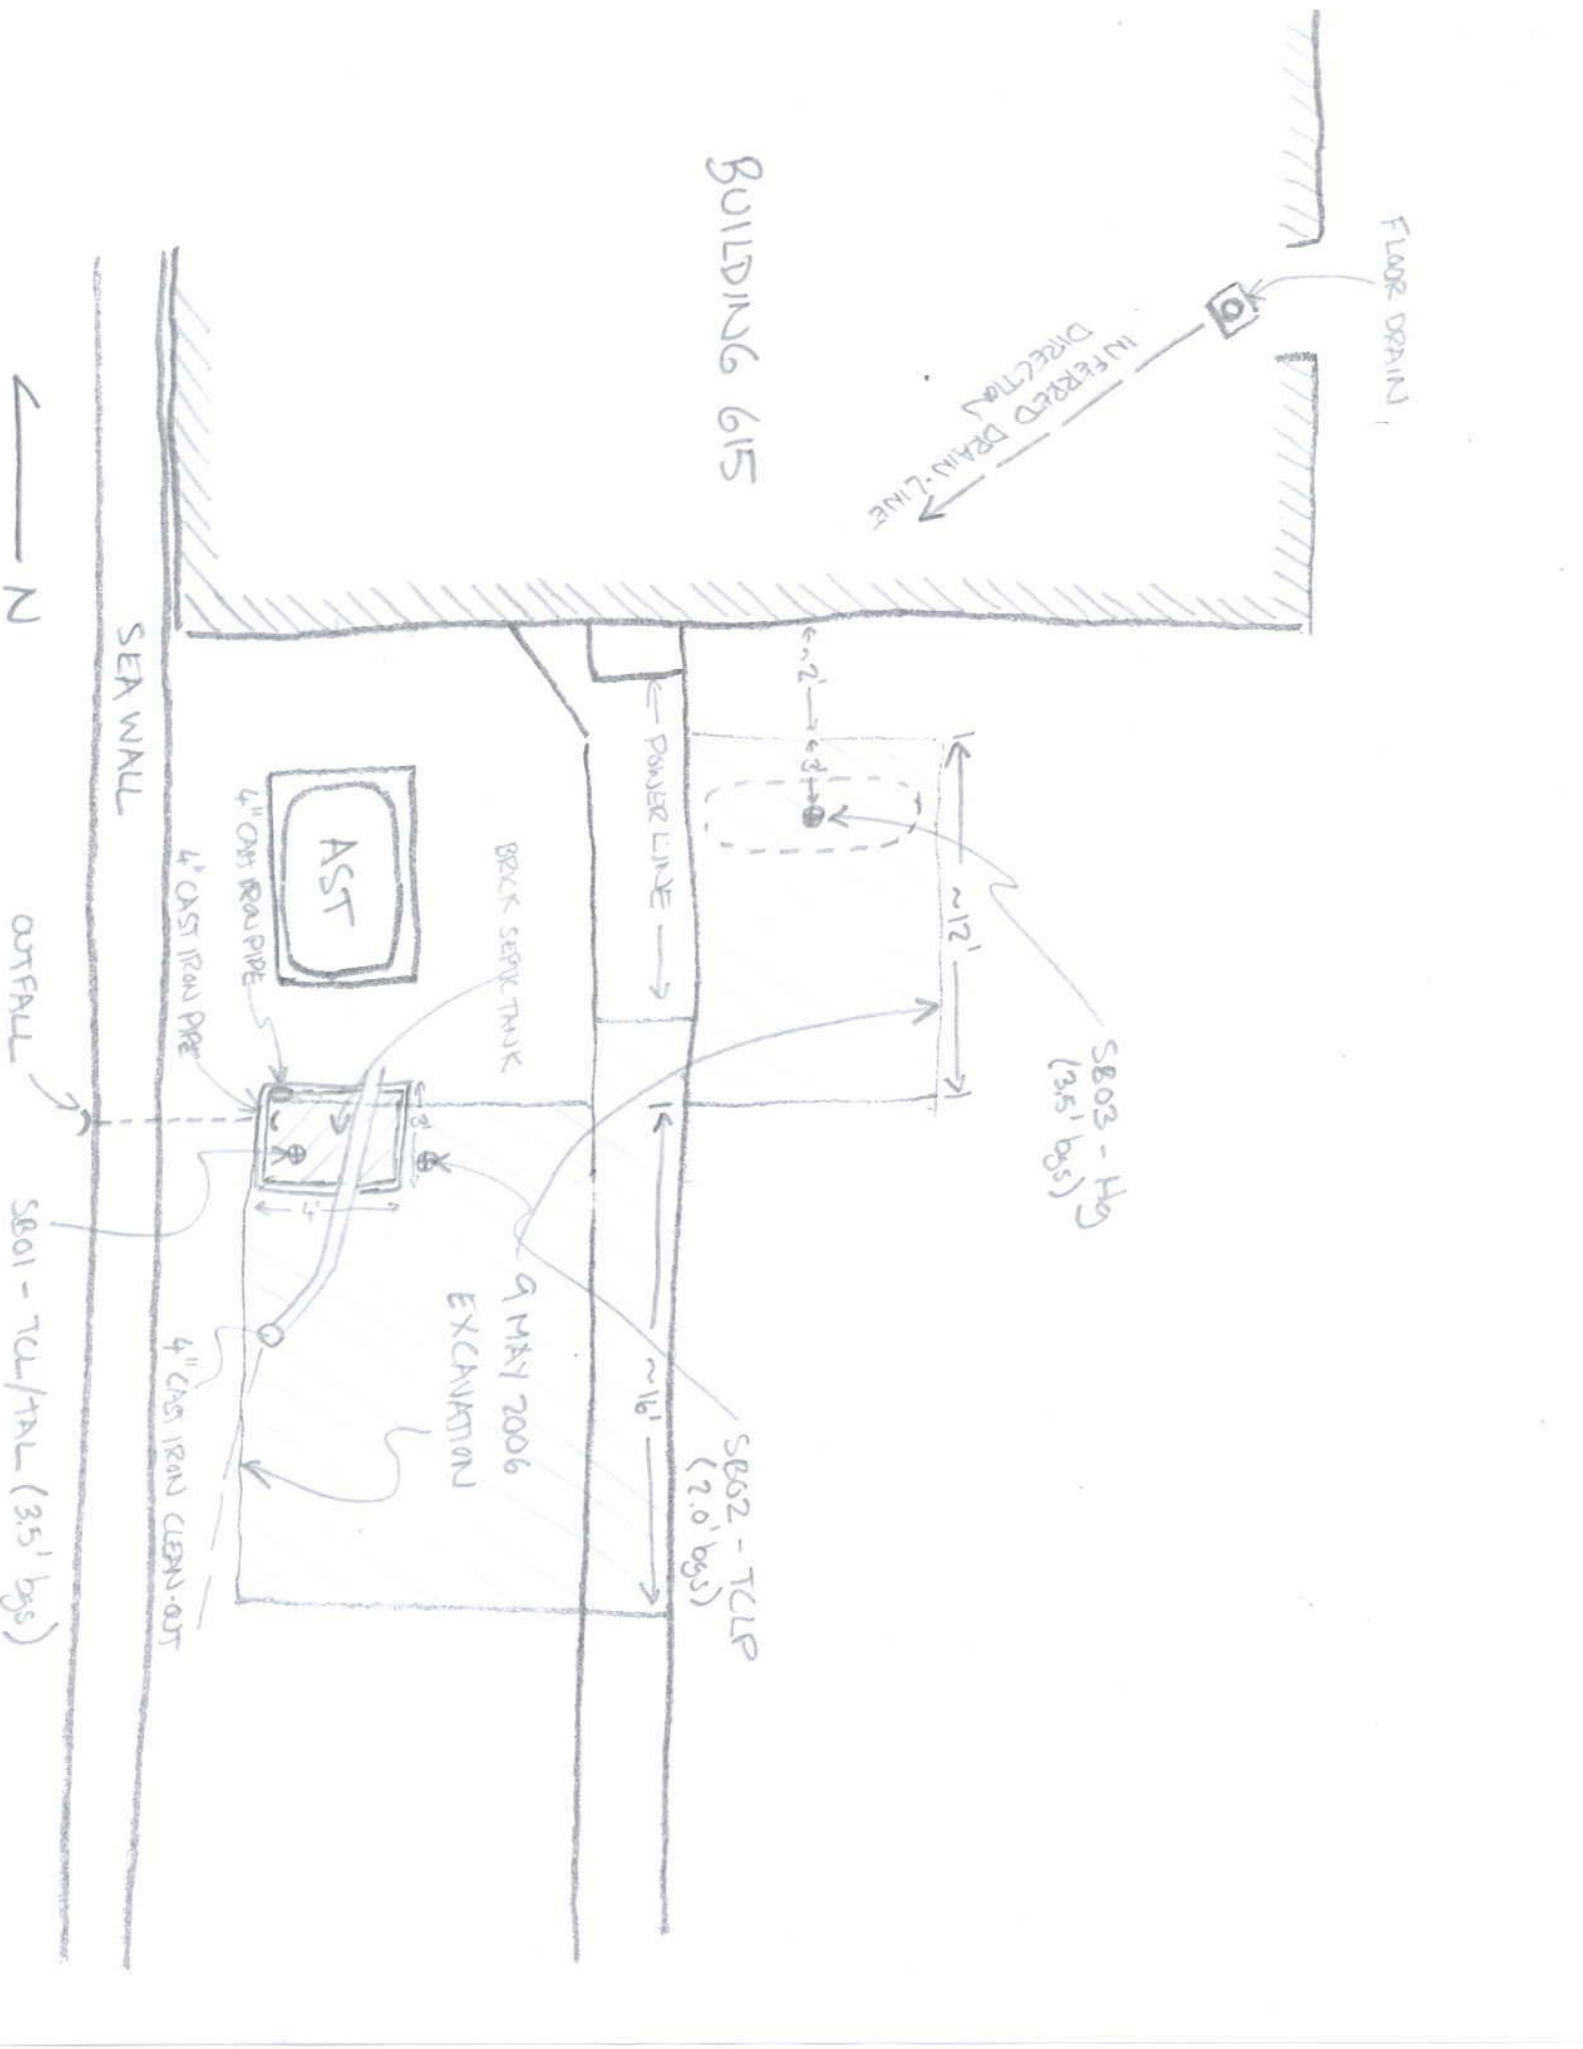 FLOOR DRAIN
INFERRED DRAIN-LINE
DIRECTION
BUILDING 615
SB03 - Hg
(3.5' bgs)
~2'
3'
~12'
← POWER LINE →
SB02 - TCLP
(2.0' bgs)
~16'
BRICK SEPTIC TANK
9 MAY 2006
EXCAVATION
AST
3'
4'
4" CAST IRON PIPE
4" CAST IRON PIPE
4" CAST IRON CLEAN-OUT
SEA WALL
N
OUTFALL
SB01 - TCL/TAL (3.5' bgs)